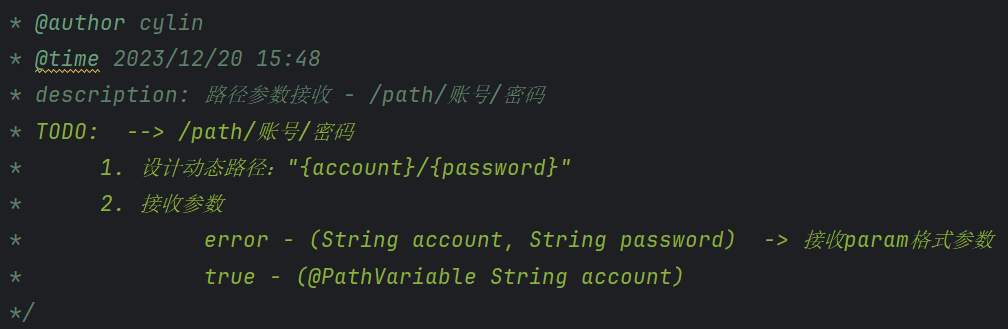 * @author cylin
* @time 2023/12/20 15:48
* description: 路径参数接收 - /path/账号/密码
* TODO:  --> /path/账号/密码
*      1. 设计动态路径："{account}/{password}"
*      2. 接收参数
*              error - (String account, String password)  -> 接收param格式参数
*              true - (@PathVariable String account)
*/